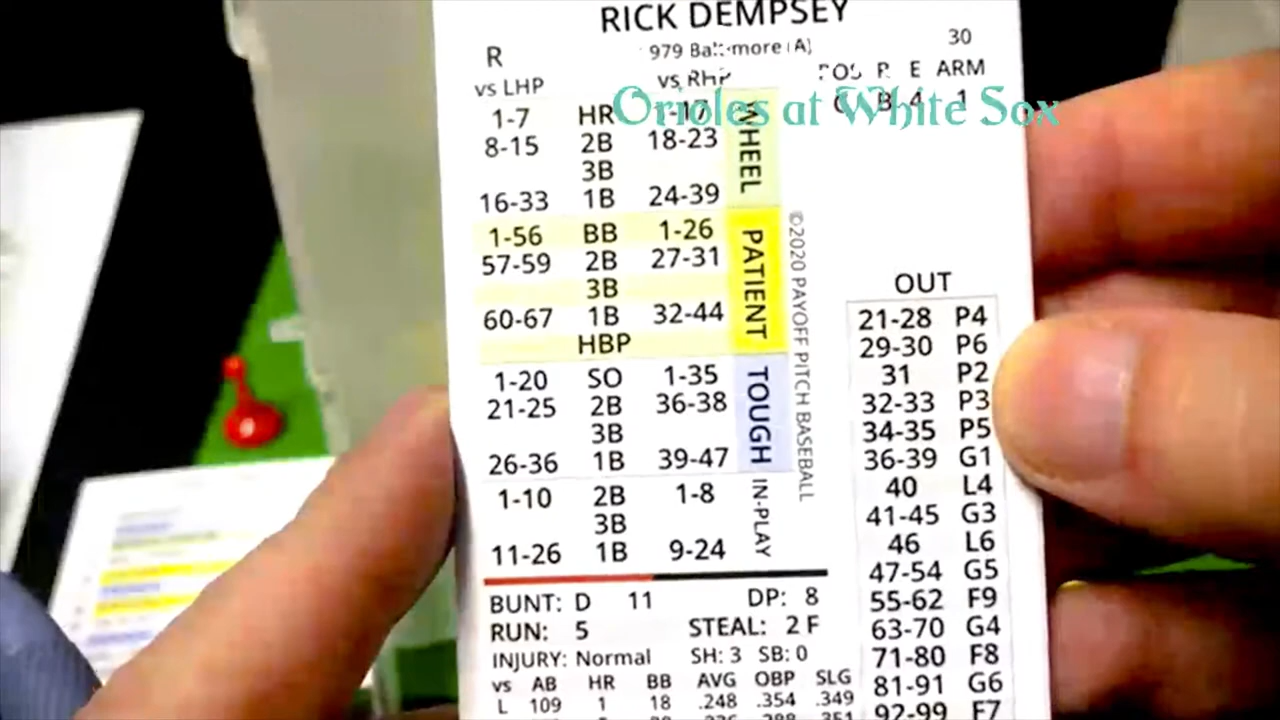 RICK DEMPSEY
R 979 Baltimore (A) 30
vs LHP vs RHP
POS R E ARM
C B 4 1
Orioles at White Sox
1-7 HR 1-17
8-15 2B 18-23
3B
16-33 1B 24-39
WHEEL
1-56 BB 1-26
57-59 2B 27-31
3B
60-67 1B 32-44
HBP
PATIENT
1-20 SO 1-35
21-25 2B 36-38
3B
26-36 1B 39-47
TOUGH
1-10 2B 1-8
3B
11-26 1B 9-24
IN-PLAY
©2020 PAYOFF PITCH BASEBALL
OUT
21-28 P4
29-30 P6
31 P2
32-33 P3
34-35 P5
36-39 G1
40 L4
41-45 G3
46 L6
47-54 G5
55-62 F9
63-70 G4
71-80 F8
81-91 G6
92-99 F7
BUNT: D 11 DP: 8
RUN: 5 STEAL: 2 F
INJURY: Normal SH: 3 SB: 0
vs AB HR BB AVG OBP SLG
L 109 1 18 .248 .354 .349